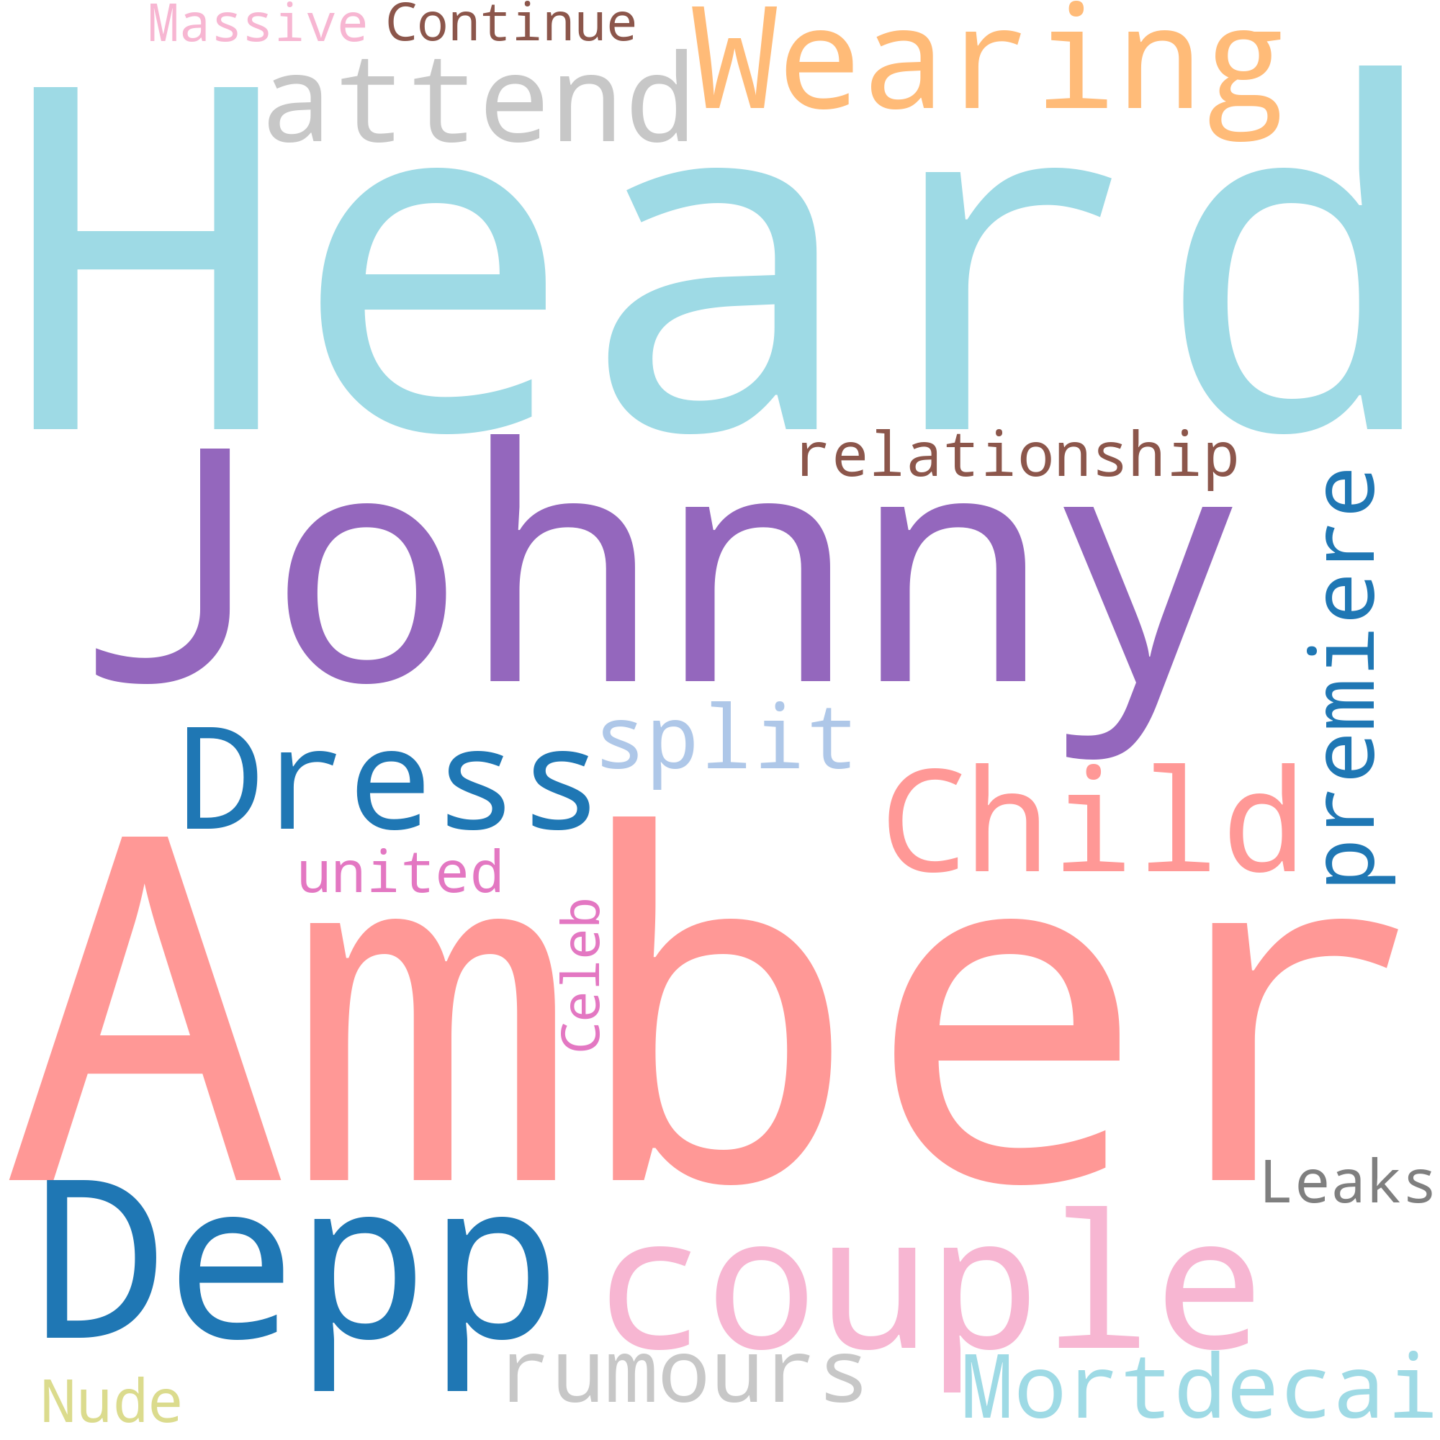 Massive Continue Wearing
attend
Heard
relationship
Johnny
premiere
split
Dress
Child
united
Celeb
Amber
Leaks
Depp
couple
rumours
Mortdecai
Nude